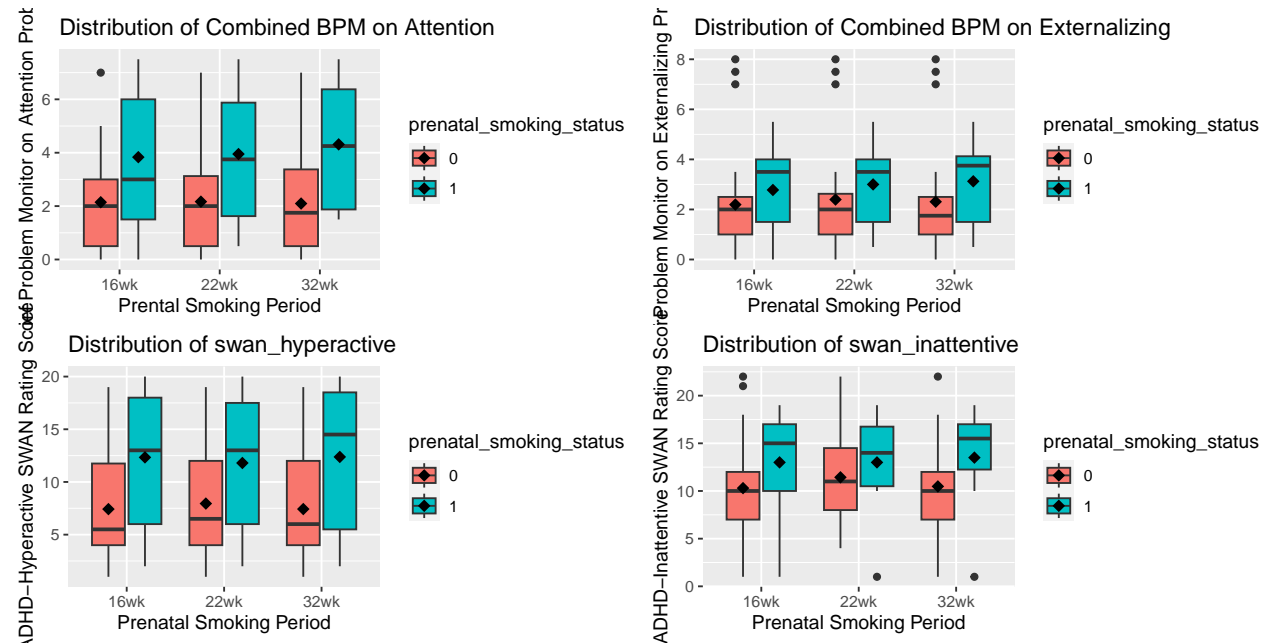 Distribution of Combined BPM on Attention
Problem Monitor on Attention Prot
6
4
2
0
16wk
22wk
32wk
Prental Smoking Period
prenatal_smoking_status
0
1
Distribution of Combined BPM on Externalizing
Problem Monitor on Externalizing Pr
8
6
4
2
0
16wk
22wk
32wk
Prenatal Smoking Period
prenatal_smoking_status
0
1
Distribution of swan_hyperactive
ADHD−Hyperactive SWAN Rating Score
20
15
10
5
16wk
22wk
32wk
Prenatal Smoking Period
prenatal_smoking_status
0
1
Distribution of swan_inattentive
ADHD−Inattentive SWAN Rating Score
20
15
10
5
0
16wk
22wk
32wk
Prenatal Smoking Period
prenatal_smoking_status
0
1